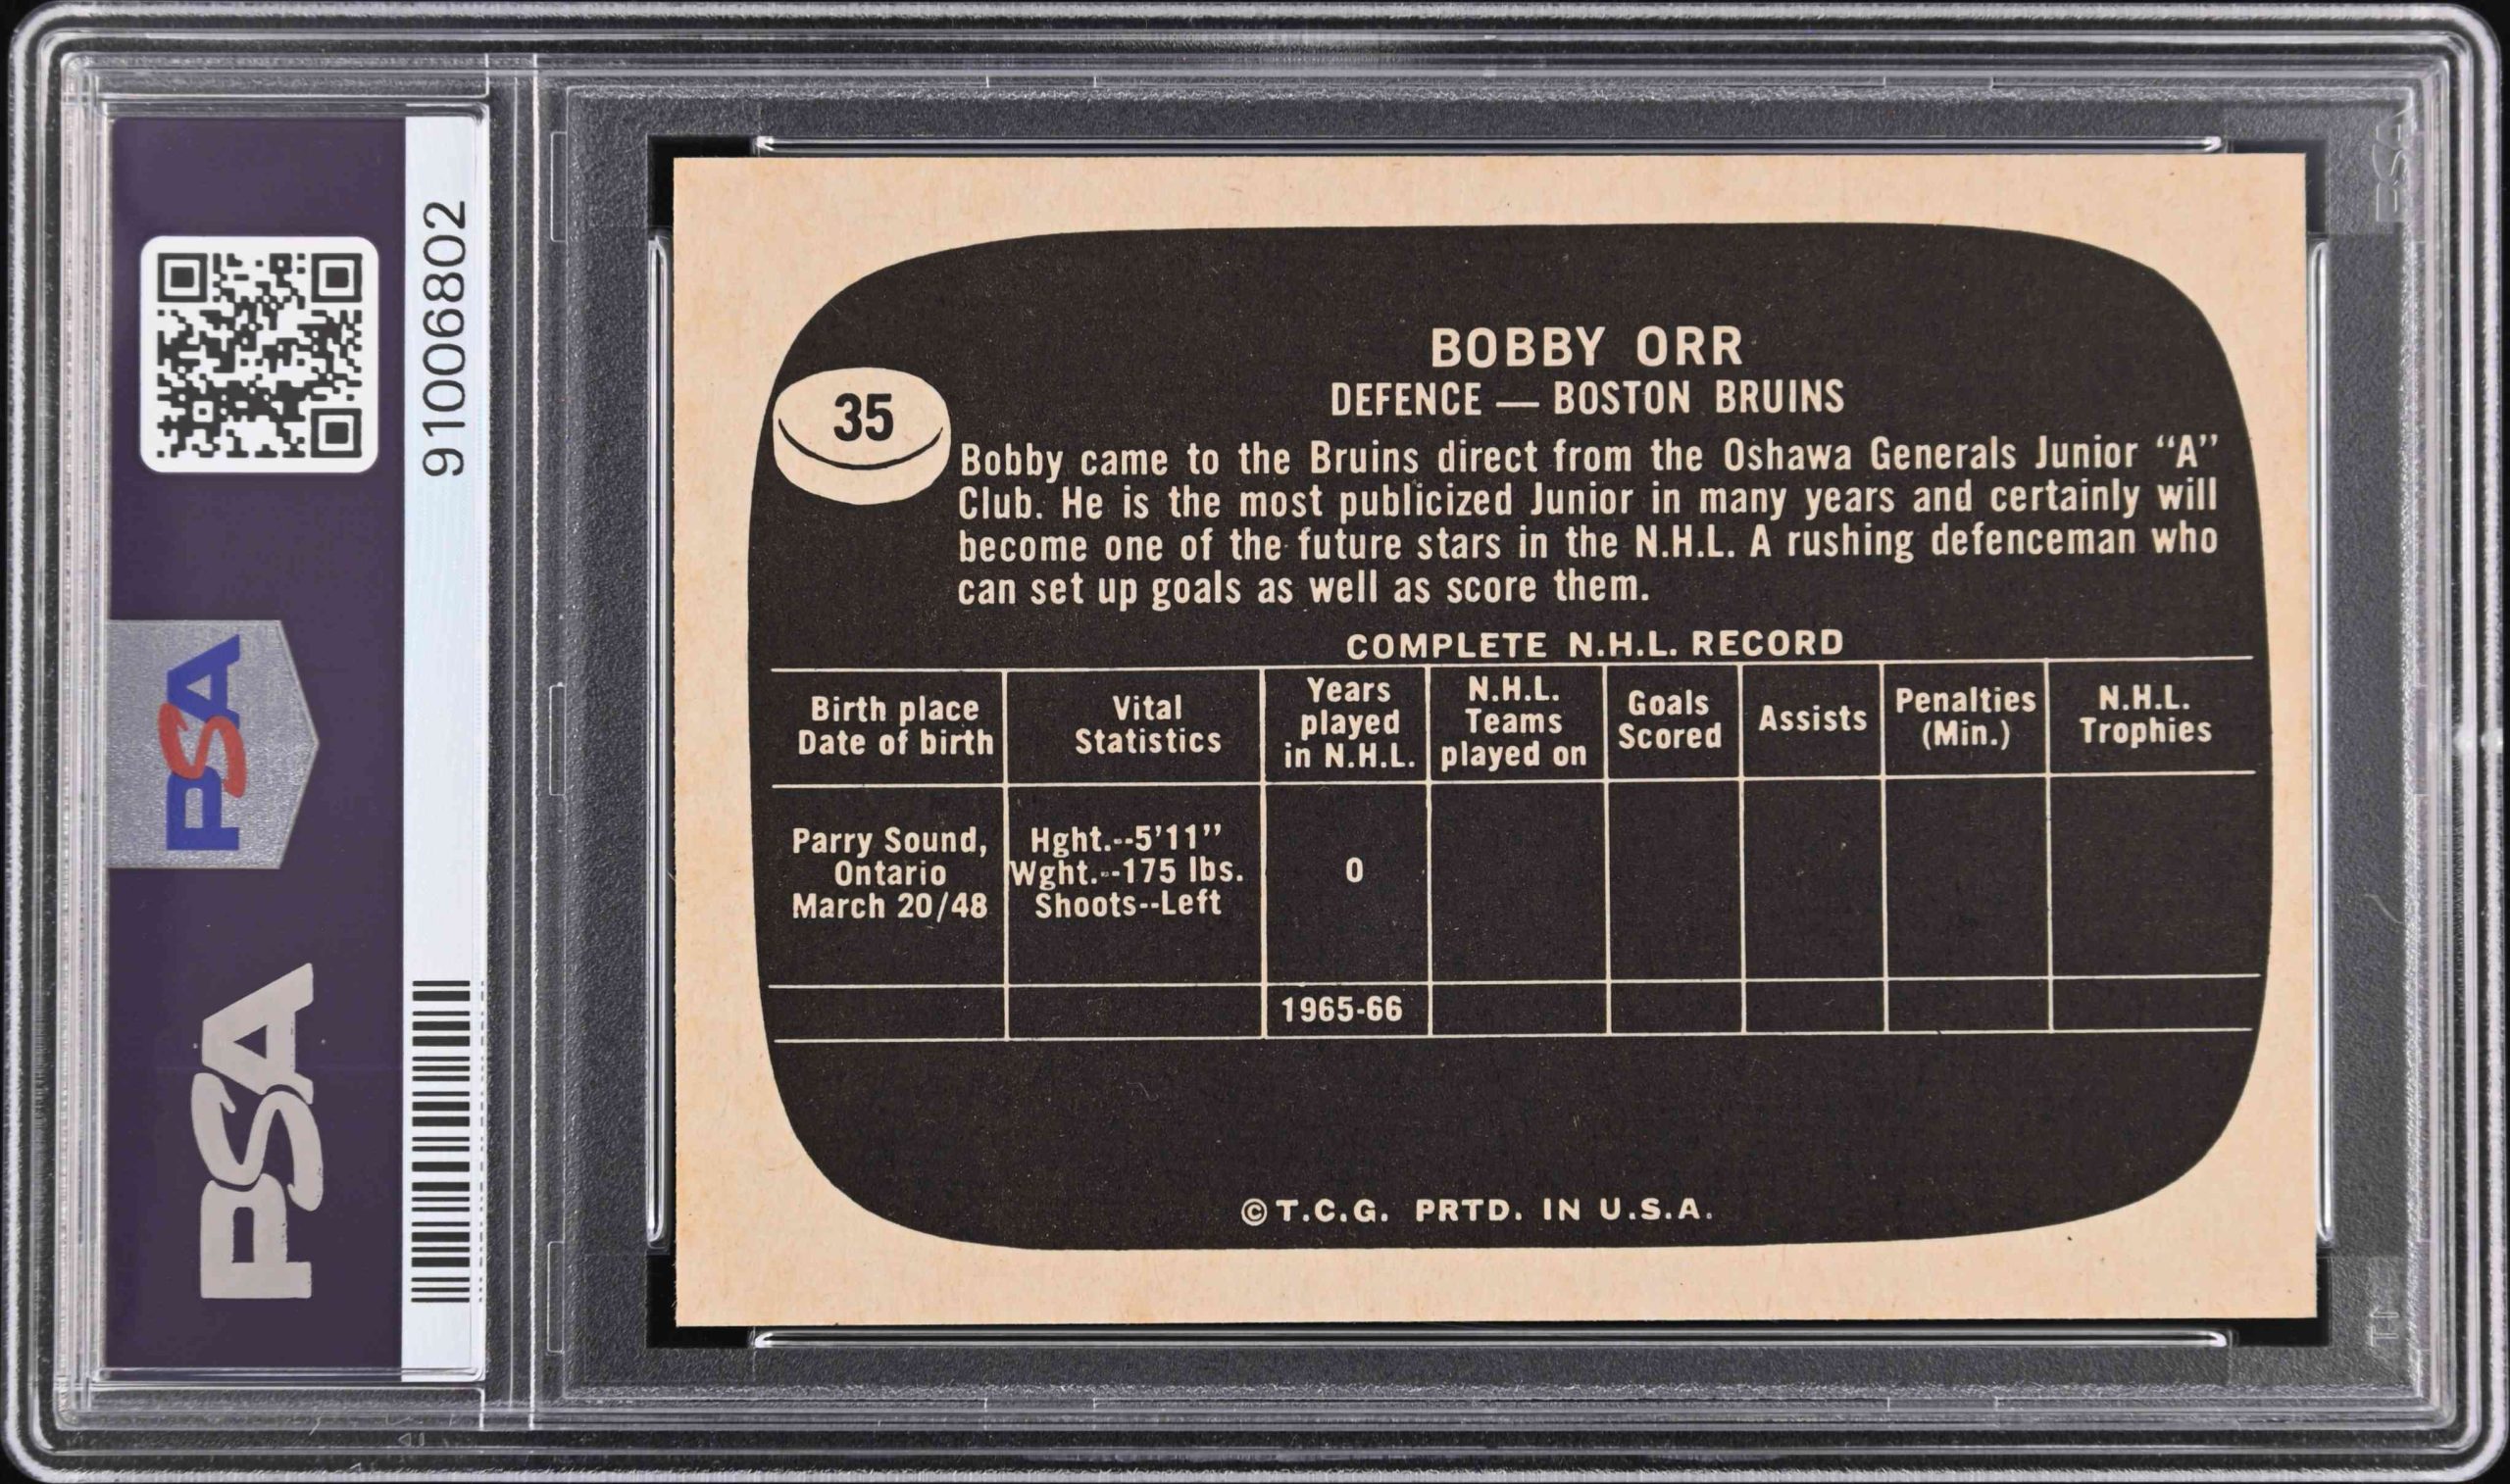 91006802
PSA
PSA
35
BOBBY ORR
DEFENCE — BOSTON BRUINS
Bobby came to the Bruins direct from the Oshawa Generals Junior “A”
Club. He is the most publicized Junior in many years and certainly will
become one of the future stars in the N.H.L. A rushing defenceman who
can set up goals as well as score them.
COMPLETE N.H.L. RECORD
Birth place
Date of birth
Vital
Statistics
Years
played
in N.H.L.
N.H.L.
Teams
played on
Goals
Scored
Assists
Penalties
(Min.)
N.H.L.
Trophies
Parry Sound,
Ontario
March 20/48
Hght.--5'11”
Wght.--175 lbs.
Shoots--Left
0
1965-66
© T.C.G. PRTD. IN U.S.A.
PSA